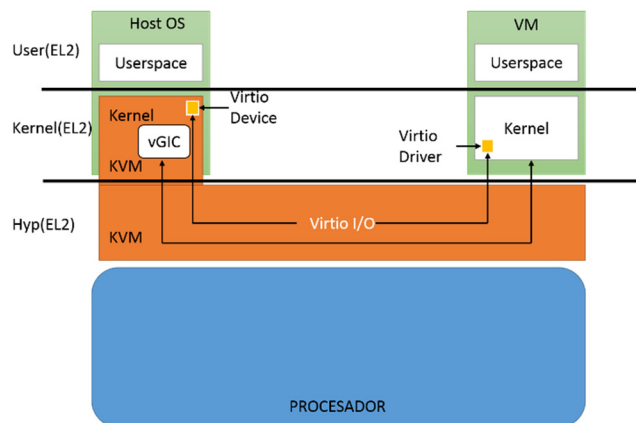 Host OS
VM
User(EL2)
Userspace
Userspace
Kernel(EL2)
Kernel
Virtio
Device
vGIC
KVM
Virtio
Driver
Kernel
Hyp(EL2)
KVM
Virtio I/O
PROCESADOR